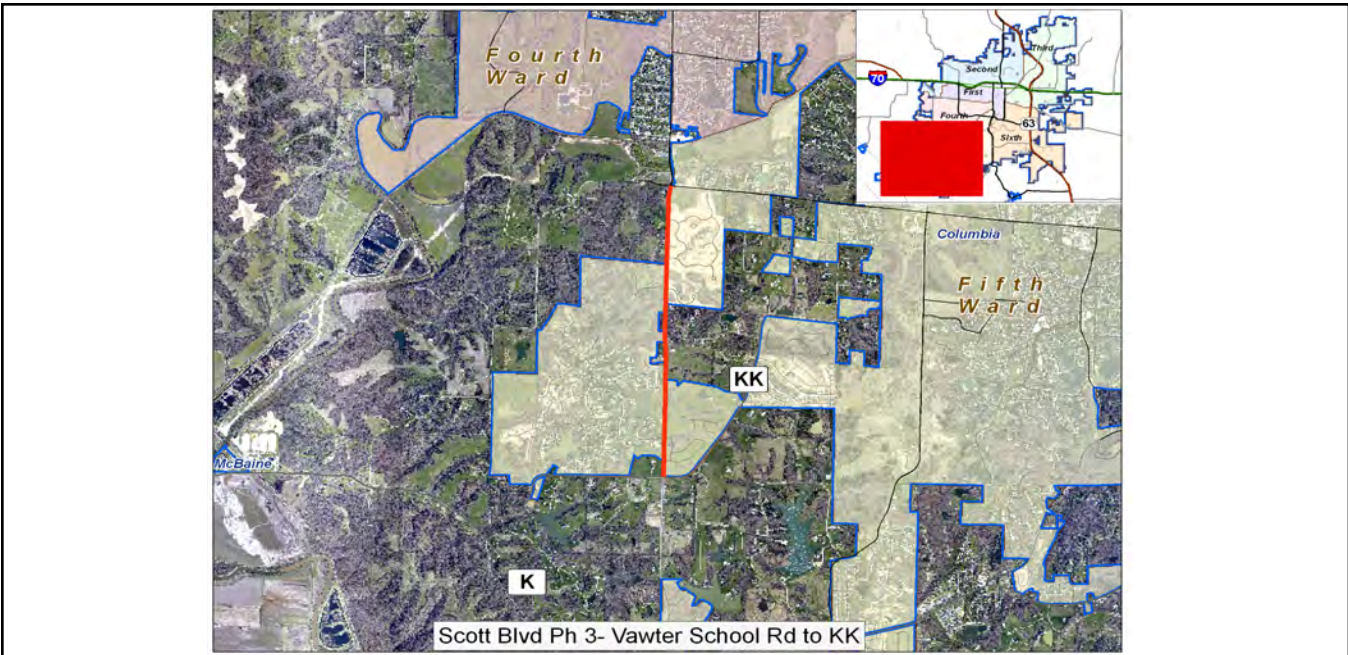 Fourth
Ward
Third
Second
70
First
Fourth
63
Sixth
Columbia
Fifth
Ward
KK
McBaine
K
Scott Blvd Ph 3- Vawter School Rd to KK